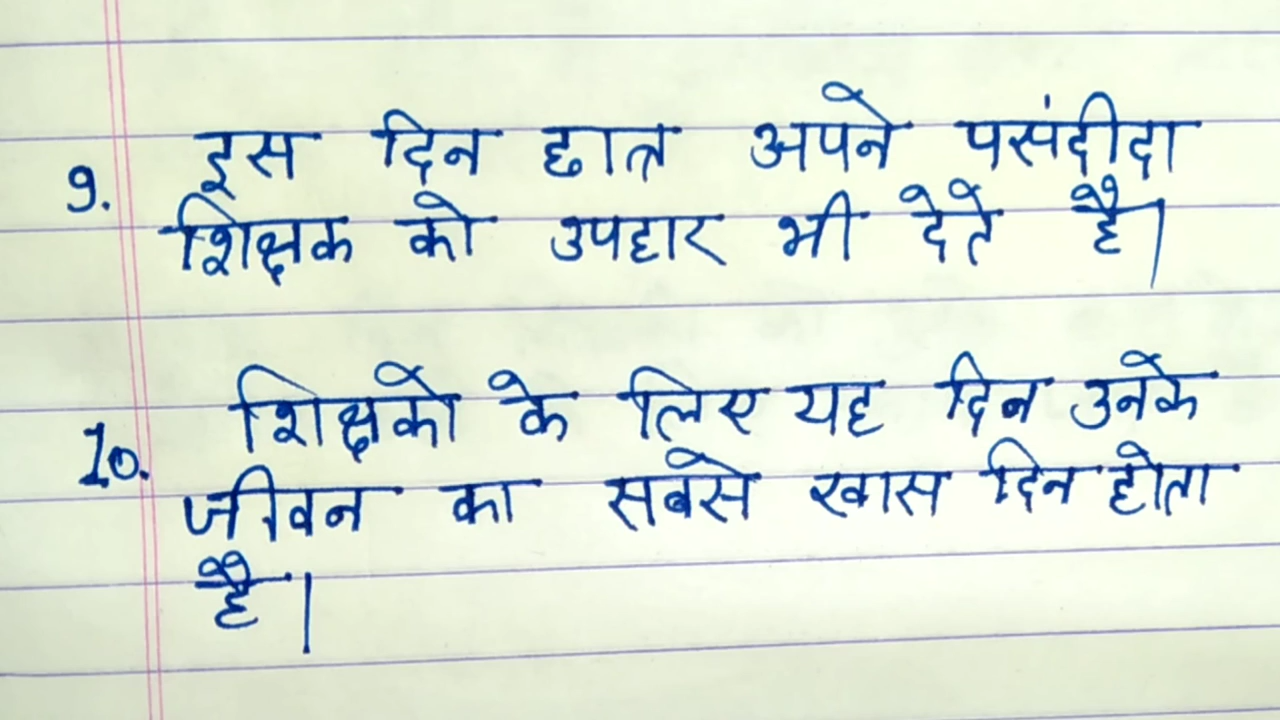 9. इस दिन छात्र अपने पसंदीदा
शिक्षक को उपहार भी देते है।
10. शिक्षको के लिए यह दिन उनके
जीवन का सबसे खास दिन होता
है।